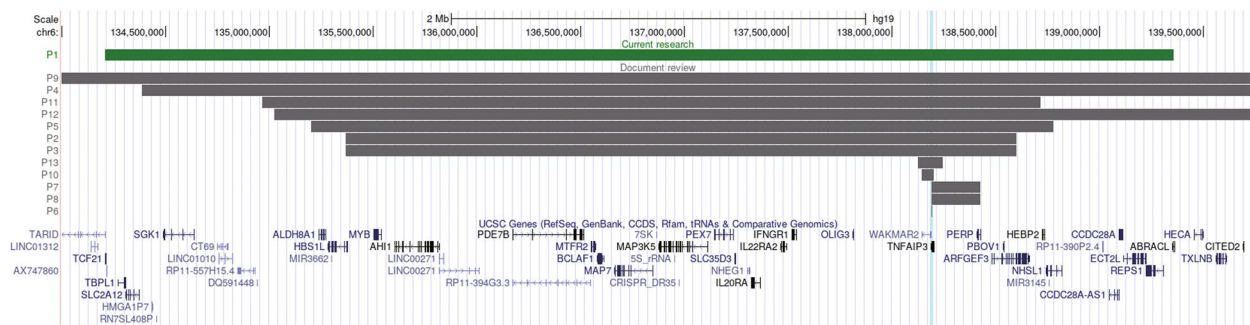 Scale 2 Mb hg19
chr6: 134,500,000 135,000,000 135,500,000 136,000,000 136,500,000 137,000,000 137,500,000 138,000,000 138,500,000 139,000,000 139,500,000
Current research
P1
Document review
P9
P4
P11
P12
P5
P2
P3
P13
P10
P7
P8
P6
UCSC Genes (RefSeq, GenBank, CCDS, Rfam, tRNAs & Comparative Genomics)
TARID SGK1 ALDH8A1 MYB PDE7B 7SK PEX7 IFNGR1 OLIG3 WAKMAR2 PERP HEBP2 CCDC28A HECA
LINC01312 CT69 HBS1L AHI1 LINC00271 MTFR2 MAP3K5 IL22RA2 TNFAIP3 PBOV1 RP11-390P2.4 ABRACL CITED2
TCF21 LINC01010 MIR3662 LINC00271 BCLAF1 5S_rRNA SLC35D3 ARFGEF3 ECT2L TXLNB
AX747860 RP11-557H15.4 LINC00271 MAP7 NHEG1 NHSL1 REPS1
TBPL1 DQ591448 RP11-394G3.3 CRISPR_DR35 IL20RA MIR3145
SLC2A12 CCDC28A-AS1
HMGA1P7
RN7SL408P